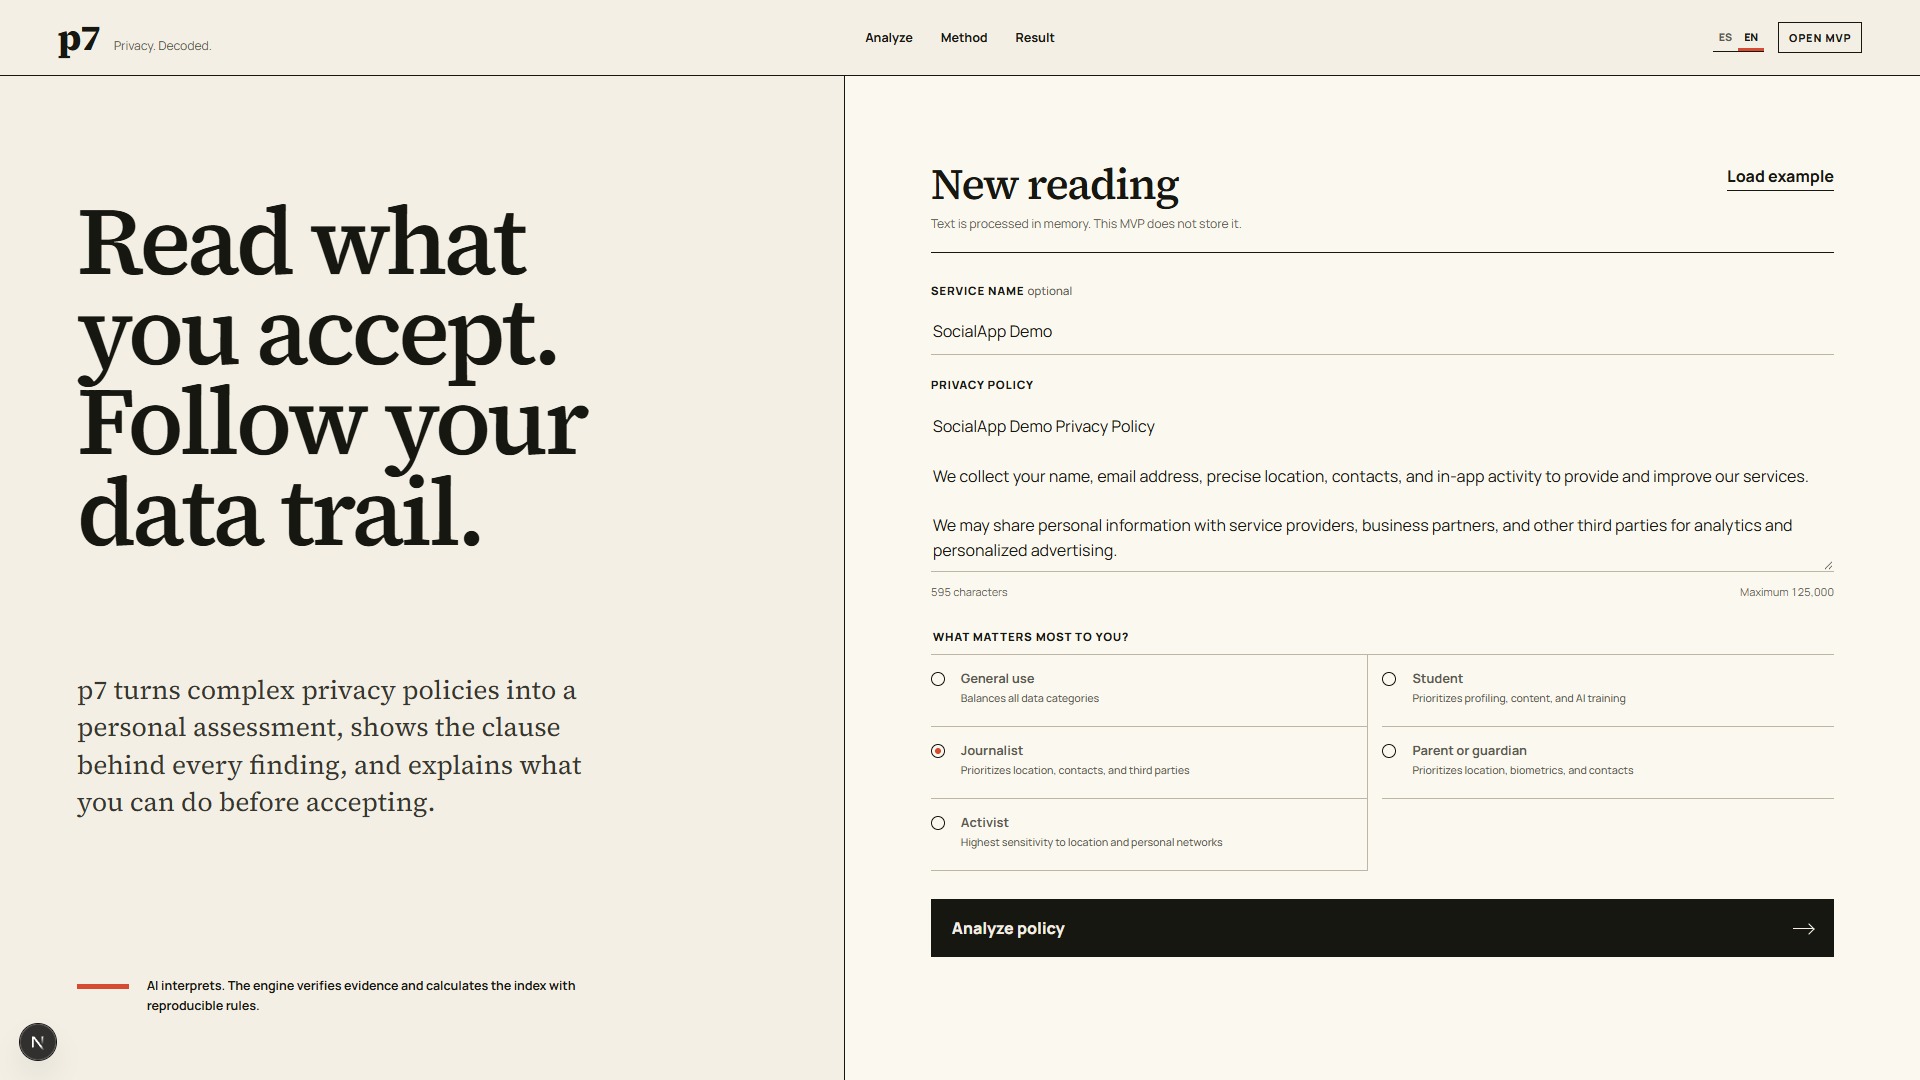 p7 Privacy. Decoded.
Analyze Method Result
ES EN OPEN MVP
Read what
you accept.
Follow your
data trail.
p7 turns complex privacy policies into a
personal assessment, shows the clause
behind every finding, and explains what
you can do before accepting.
AI interprets. The engine verifies evidence and calculates the index with
reproducible rules.
N
New reading
Load example
Text is processed in memory. This MVP does not store it.
SERVICE NAME optional
SocialApp Demo
PRIVACY POLICY
SocialApp Demo Privacy Policy
We collect your name, email address, precise location, contacts, and in-app activity to provide and improve our services.
We may share personal information with service providers, business partners, and other third parties for analytics and
personalized advertising.
595 characters
Maximum 125,000
WHAT MATTERS MOST TO YOU?
General use
Balances all data categories
Student
Prioritizes profiling, content, and AI training
Journalist
Prioritizes location, contacts, and third parties
Parent or guardian
Prioritizes location, biometrics, and contacts
Activist
Highest sensitivity to location and personal networks
Analyze policy